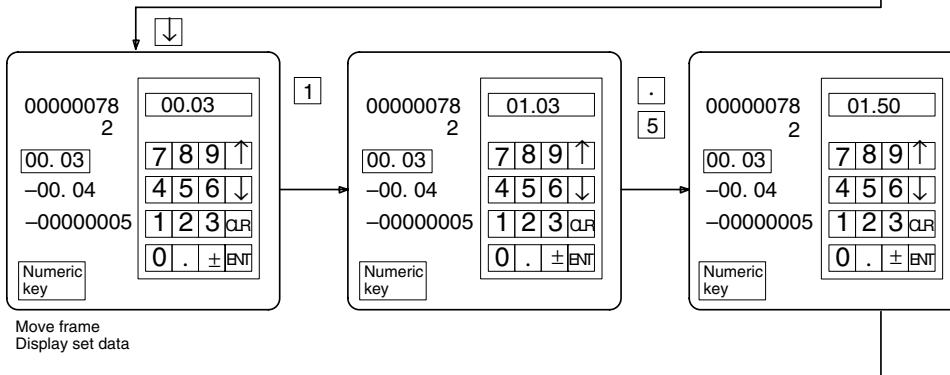 ↓
00000078
2
00. 03
–00. 04
–00000005
Numeric
key
00.03
7 8 9 ↑
4 5 6 ↓
1 2 3 CLR
0 . ± ENT
Move frame
Display set data
1
00000078
2
00. 03
–00. 04
–00000005
Numeric
key
01.03
7 8 9 ↑
4 5 6 ↓
1 2 3 CLR
0 . ± ENT
.
5
00000078
2
00. 03
–00. 04
–00000005
Numeric
key
01.50
7 8 9 ↑
4 5 6 ↓
1 2 3 CLR
0 . ± ENT